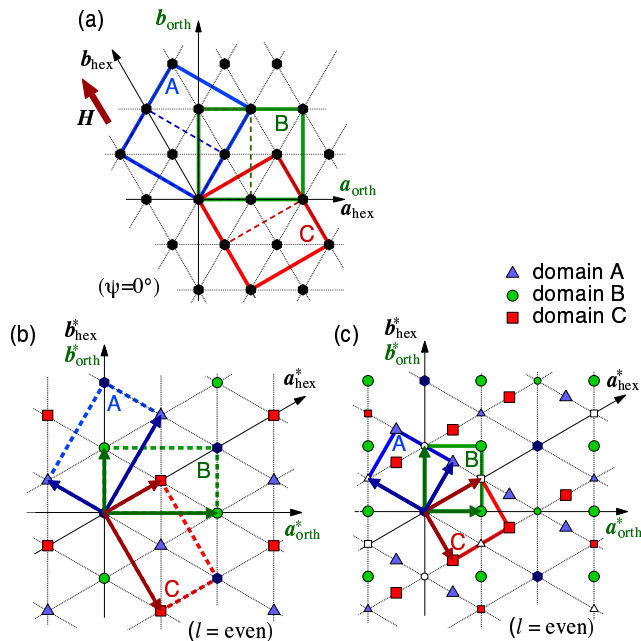 (a)
b_orth
b_hex
A
H
B
a_orth
a_hex
C
(ψ=0°)
domain A
domain B
domain C
(b)
b*_hex
b*_orth
a*_hex
A
B
a*_orth
C
(l = even)
(c)
b*_hex
b*_orth
a*_hex
A
B
a*_orth
C
(l = even)